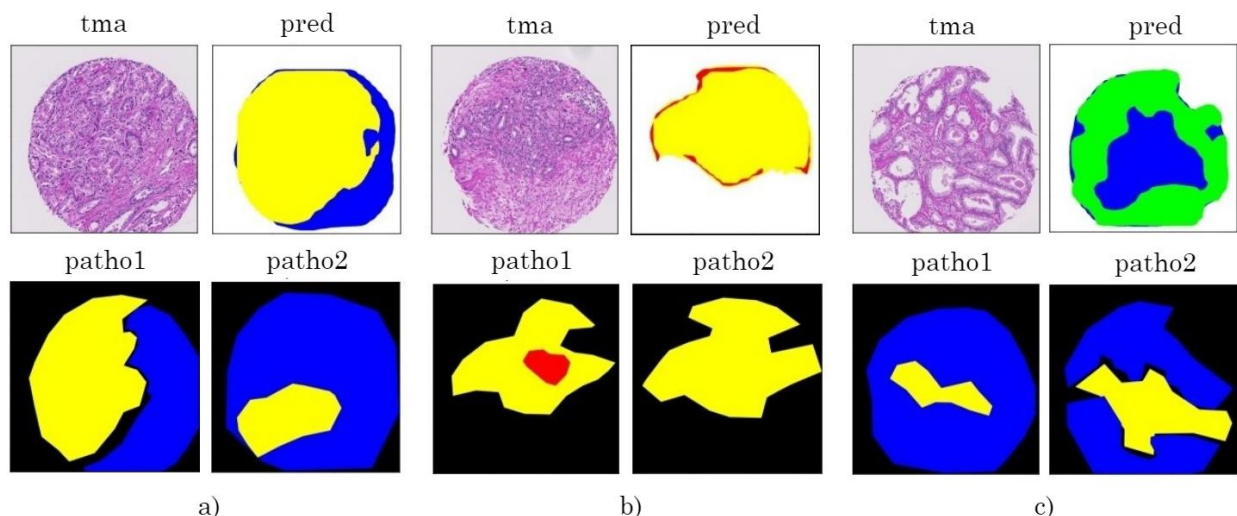 tma pred tma pred tma pred
patho1 patho2 patho1 patho2 patho1 patho2
a) b) c)